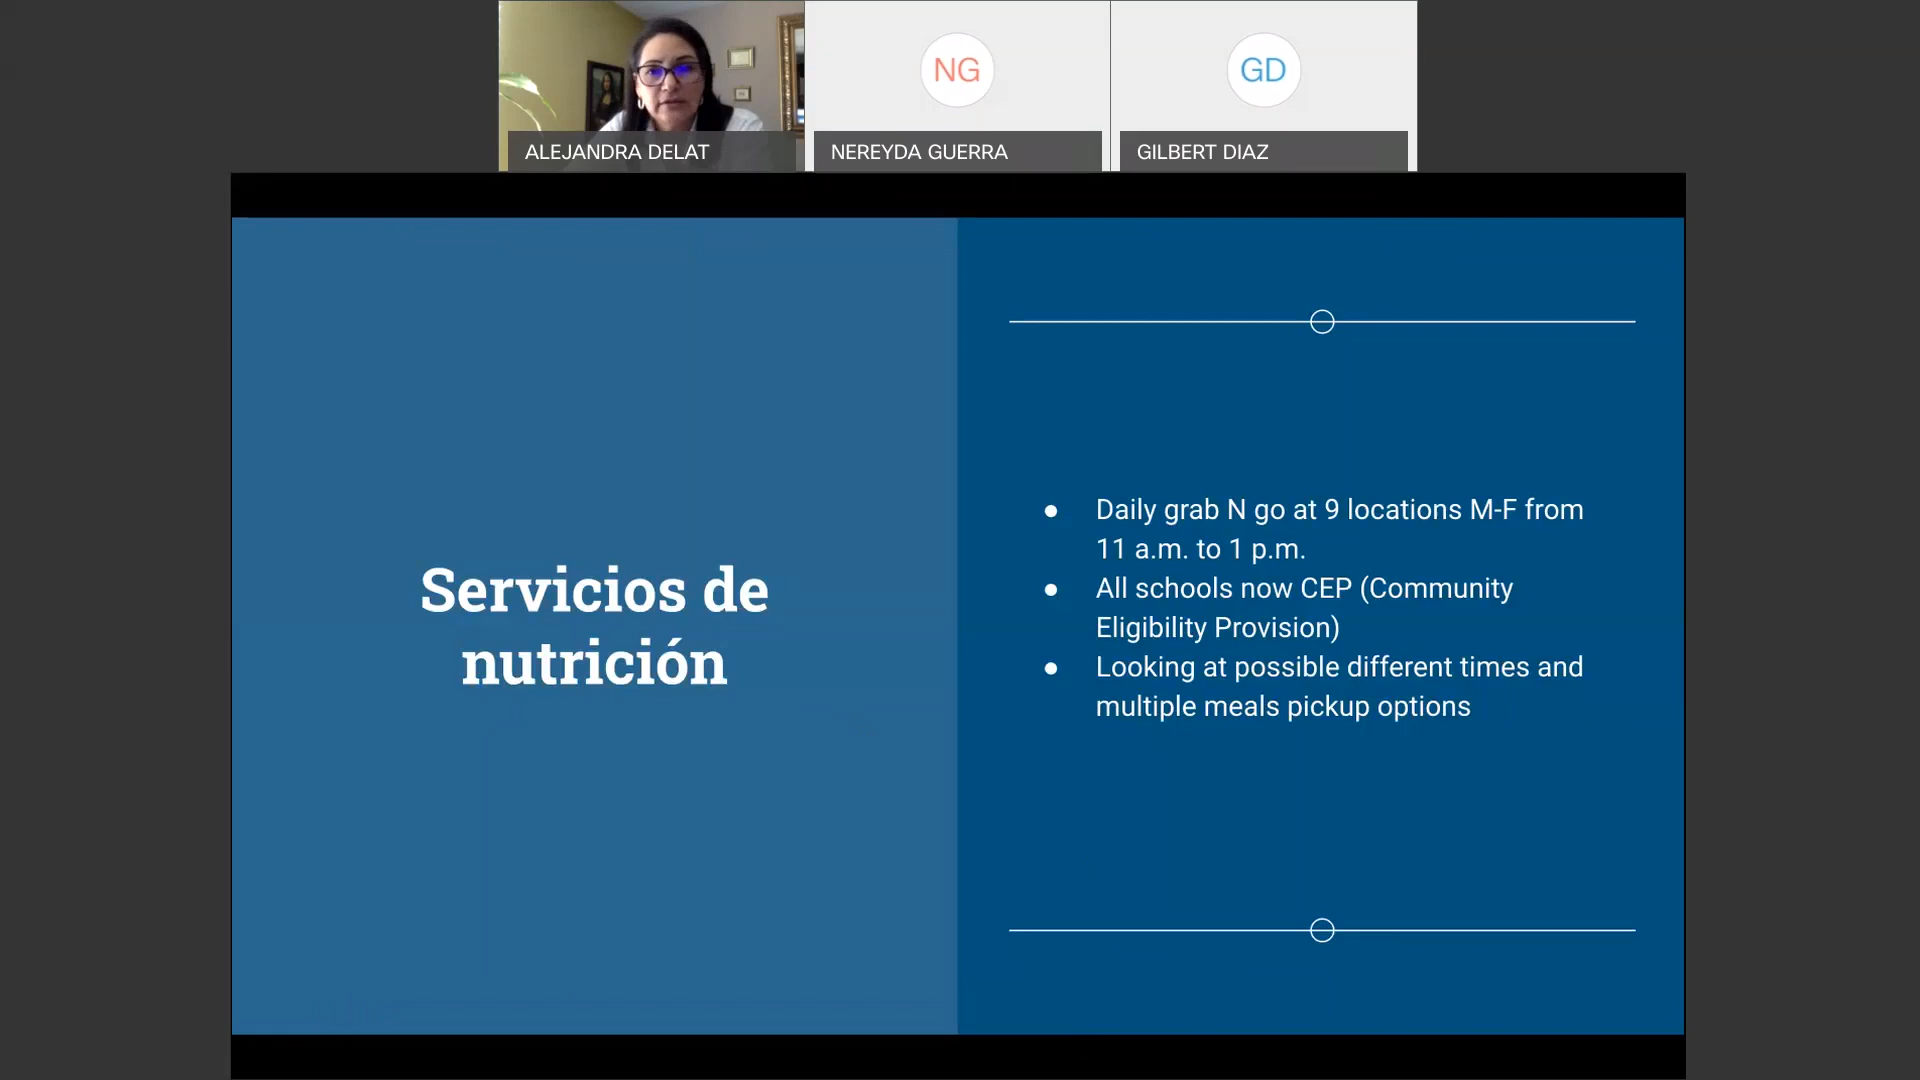 NG
GD
ALEJANDRA DELAT
NEREYDA GUERRA
GILBERT DIAZ
Servicios de
nutrición
● Daily grab N go at 9 locations M-F from
11 a.m. to 1 p.m.
● All schools now CEP (Community
Eligibility Provision)
● Looking at possible different times and
multiple meals pickup options